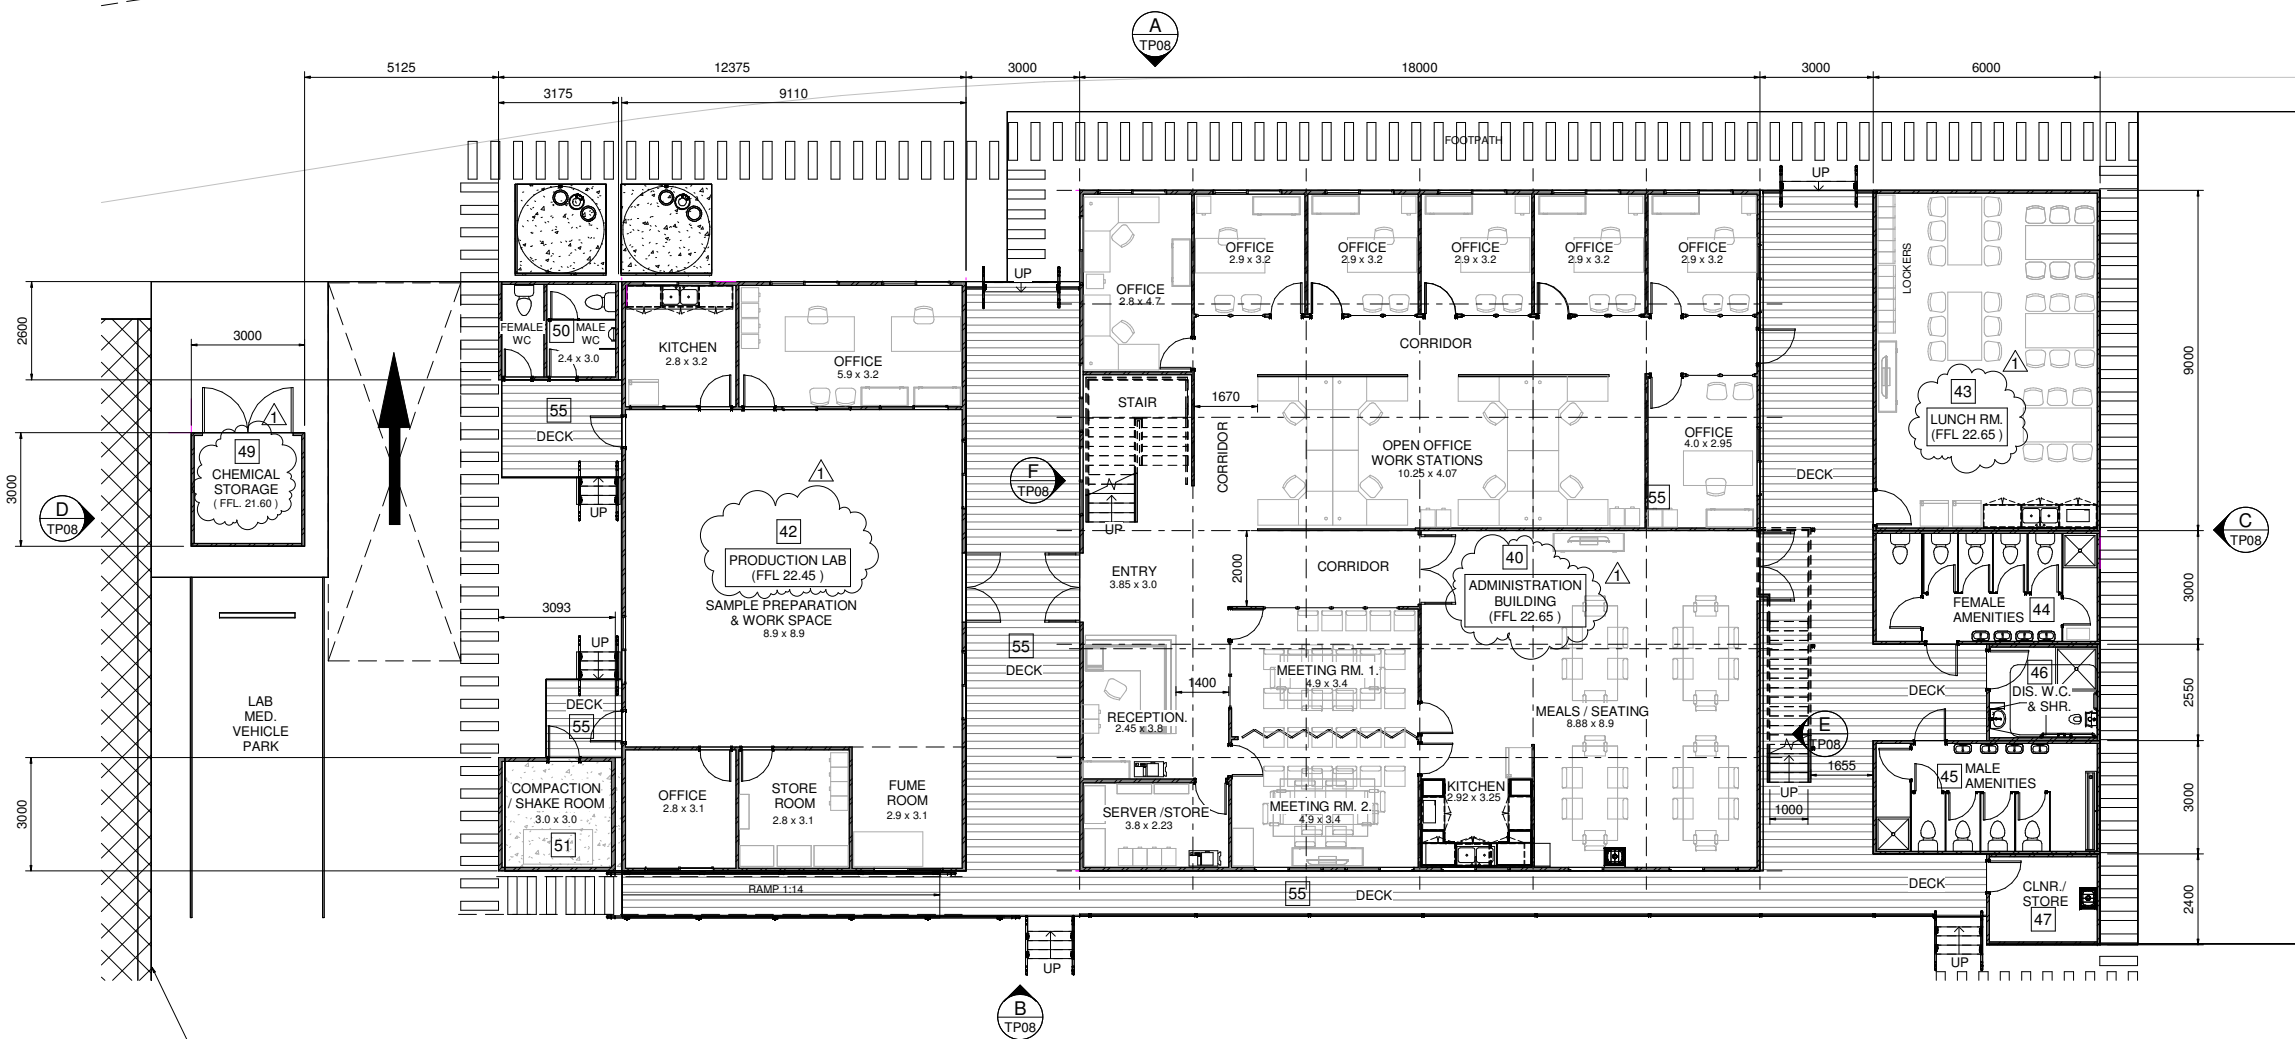 A
TP08
5125
12375
3000
18000
3000
6000
3175
9110
FOOTPATH
UP
UP
2600
3000
3000
FEMALE
WC
50
MALE
WC
2.4 x 3.0
KITCHEN
2.8 x 3.2
OFFICE
5.9 x 3.2
OFFICE
2.8 x 4.7
OFFICE
2.9 x 3.2
OFFICE
2.9 x 3.2
OFFICE
2.9 x 3.2
OFFICE
2.9 x 3.2
OFFICE
2.9 x 3.2
LOCKERS
9000
CORRIDOR
1
49
CHEMICAL
STORAGE
( FFL. 21.60 )
D
TP08
55
DECK
UP
STAIR
UP
1670
CORRIDOR
OPEN OFFICE
WORK STATIONS
10.25 x 4.07
OFFICE
4.0 x 2.95
55
DECK
1
43
LUNCH RM.
(FFL 22.65 )
F
TP08
C
TP08
1
42
PRODUCTION LAB
(FFL 22.45 )
SAMPLE PREPARATION
& WORK SPACE
8.9 x 8.9
ENTRY
3.85 x 3.0
2000
CORRIDOR
1
40
ADMINISTRATION
BUILDING
(FFL 22.65 )
FEMALE
AMENITIES
44
3000
3093
UP
DECK
55
55
DECK
LAB
MED.
VEHICLE
PARK
RECEPTION.
2.45 x 3.8
1400
MEETING RM. 1.
4.9 x 3.4
MEALS / SEATING
8.88 x 8.9
E
TP08
DECK
46
DIS. W.C.
& SHR.
2550
3000
COMPACTION
/ SHAKE ROOM
3.0 x 3.0
51
OFFICE
2.8 x 3.1
STORE
ROOM
2.8 x 3.1
FUME
ROOM
2.9 x 3.1
SERVER /STORE
3.8 x 2.23
MEETING RM. 2.
4.9 x 3.4
KITCHEN
2.92 x 3.25
UP
1000
1655
45
MALE
AMENITIES
3000
RAMP 1:14
55
DECK
DECK
CLNR./
STORE
47
2400
UP
UP
B
TP08